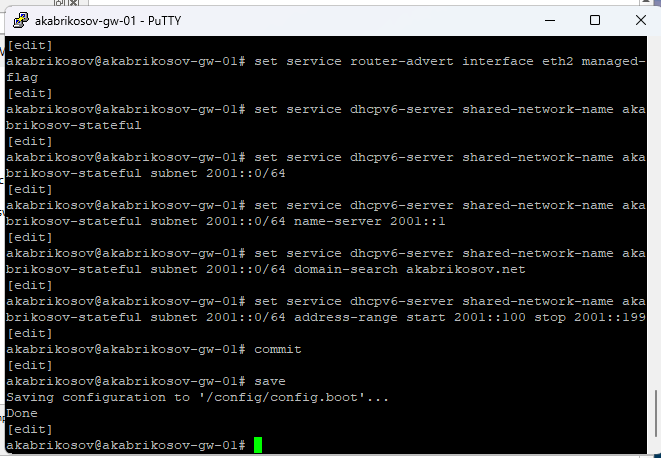 akabrikosov-gw-01 - PuTTY
[edit]
akabrikosov@akabrikosov-gw-01# set service router-advert interface eth2 managed-
flag
[edit]
akabrikosov@akabrikosov-gw-01# set service dhcpv6-server shared-network-name aka
brikosov-stateful
[edit]
akabrikosov@akabrikosov-gw-01# set service dhcpv6-server shared-network-name aka
brikosov-stateful subnet 2001::0/64
[edit]
akabrikosov@akabrikosov-gw-01# set service dhcpv6-server shared-network-name aka
brikosov-stateful subnet 2001::0/64 name-server 2001::1
[edit]
akabrikosov@akabrikosov-gw-01# set service dhcpv6-server shared-network-name aka
brikosov-stateful subnet 2001::0/64 domain-search akabrikosov.net
[edit]
akabrikosov@akabrikosov-gw-01# set service dhcpv6-server shared-network-name aka
brikosov-stateful subnet 2001::0/64 address-range start 2001::100 stop 2001::199
[edit]
akabrikosov@akabrikosov-gw-01# commit
[edit]
akabrikosov@akabrikosov-gw-01# save
Saving configuration to '/config/config.boot'...
Done
[edit]
akabrikosov@akabrikosov-gw-01#